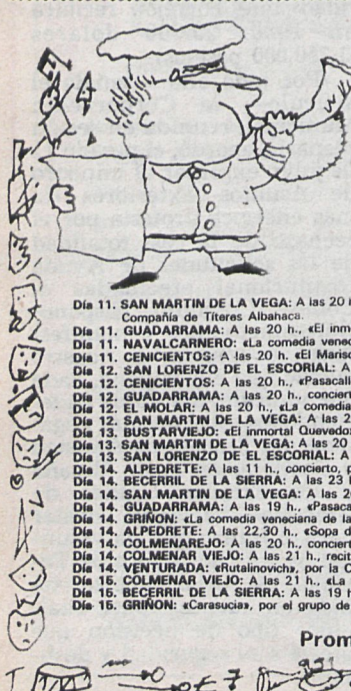 Día 11. SAN MARTIN DE LA VEGA: A las 20
Compañía de Títeres Albahaca.
Día 11. GUADARRAMA: A las 20 h., «El inm
Día 11. NAVALCARNERO: «La comedia vene
Día 11. CENICIENTOS: A las 20 h. «El Marisc
Día 12. SAN LORENZO DE EL ESCORIAL: A
Día 12. CENICIENTOS: A las 20 h., «Pasacall
Día 12. GUADARRAMA: A las 20 h., conciert
Día 12. EL MOLAR: A las 20 h., «La comedia
Día 12. SAN MARTIN DE LA VEGA: A las 2
Día 13. BUSTARVIEJO: «El inmortal Quevedo»
Día 13. SAN MARTIN DE LA VEGA: A las 20
Día 13. SAN LORENZO DE EL ESCORIAL: A
Día 14. ALPEDRETE: A las 11 h., concierto, p
Día 14. BECERRIL DE LA SIERRA: A las 23
Día 14. SAN MARTIN DE LA VEGA: A las 2
Día 14. GUADARRAMA: A las 19 h., «Pasaca
Día 14. GRIÑON: «La comedia veneciana de la
Día 14. ALPEDRETE: A las 22,30 h., «Sopa d
Día 14. COLMENAREJO: A las 20 h., conciert
Día 14. COLMENAR VIEJO: A las 21 h., recit
Día 14. VENTURADA: «Rutalinovich», por la C
Día 15. COLMENAR VIEJO: A las 21 h., «La
Día 15. BECERRIL DE LA SIERRA: A las 19 h
Día 15. GRIÑON: «Carasucia», por el grupo de
Prom